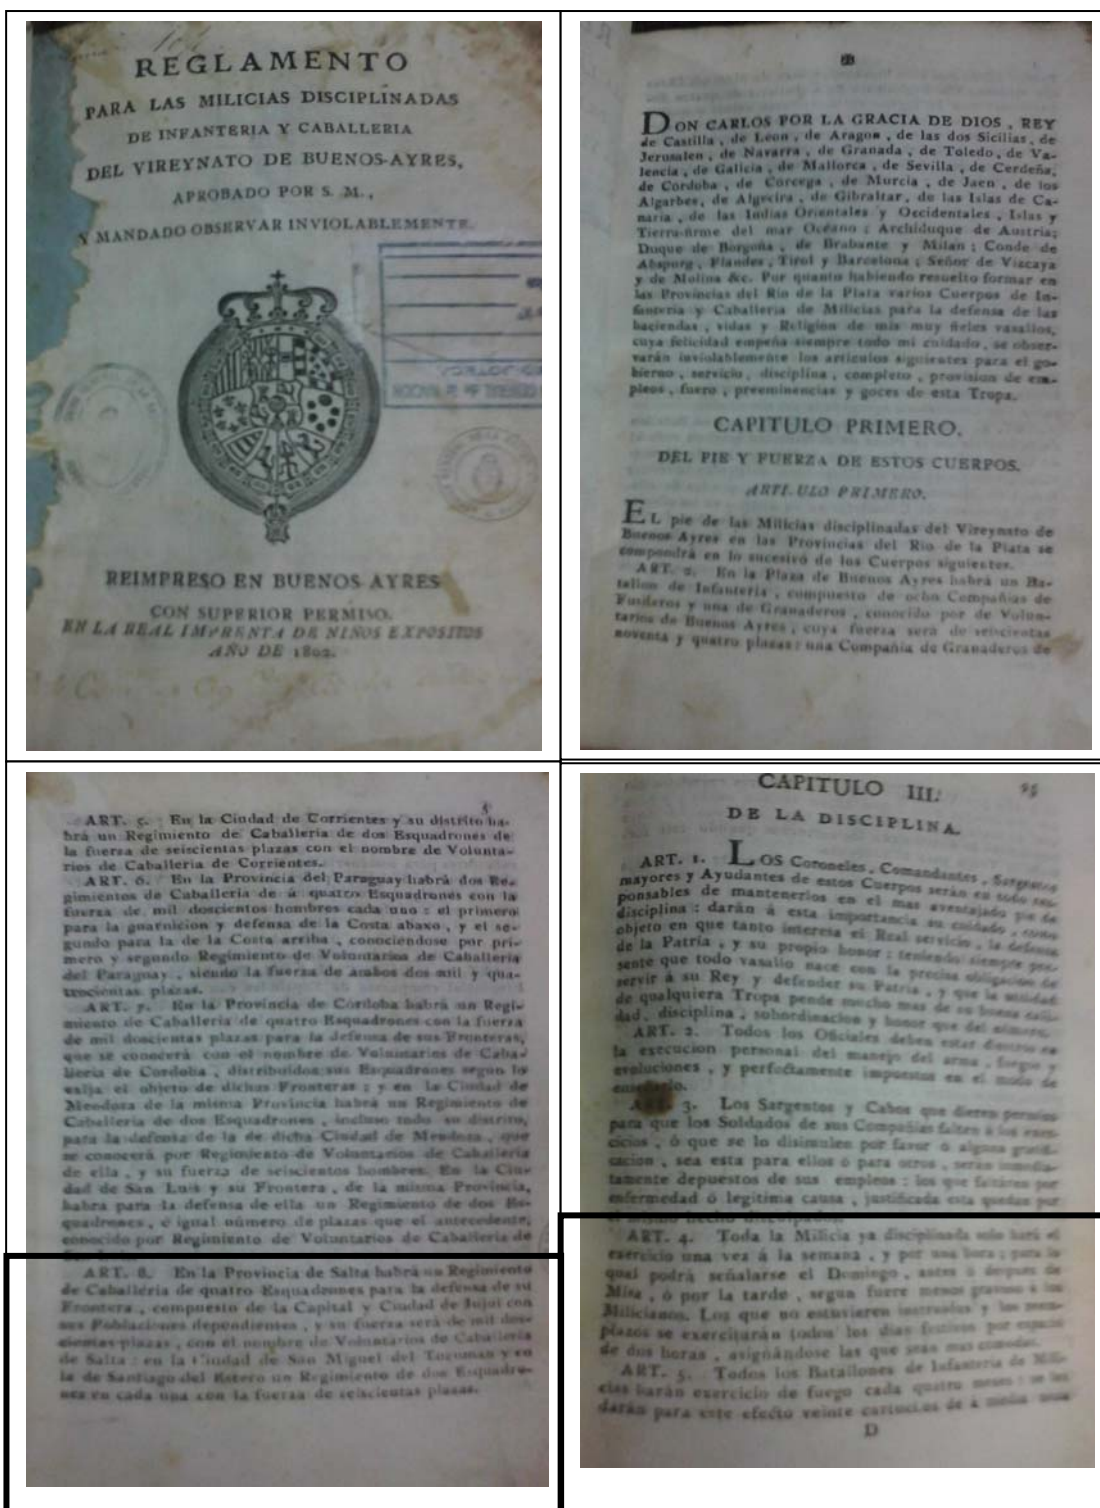 REGLAMENTO
PARA LAS MILICIAS DISCIPLINADAS
DE INFANTERIA Y CABALLERIA
DEL VIREYNATO DE BUENOS-AYRES,
APROBADO POR S. M.,
Y MANDADO OBSERVAR INVIOLABLEMENTE.
REIMPRESO EN BUENOS AYRES
CON SUPERIOR PERMISO.
EN LA REAL IMPRENTA DE NIÑOS EXPOSITOS
AÑO DE 1802.
DON CARLOS POR LA GRACIA DE DIOS, REY
de Castilla, de Leon, de Aragon, de las dos Sicilias, de
Jerusalen, de Navarra, de Granada, de Toledo, de Va-
lencia, de Galicia, de Mallorca, de Sevilla, de Cerdeña,
de Cordoba, de Corcega, de Murcia, de Jaen, de los
Algarbes, de Algecira, de Gibraltar, de las Islas de Ca-
naria, de las Indias Orientales y Occidentales, Islas y
Tierra-firme del mar Océano: Archiduque de Austria;
Duque de Borgoña, de Brabante y Milan; Conde de
Abspurg, Flandes, Tirol y Barcelona; Señor de Vizcaya
y de Molina &c. Por quanto habiendo resuelto formar en
las Provincias del Rio de la Plata varios Cuerpos de In-
fanteria y Caballeria de Milicias para la defensa de las
haciendas, vidas y Religion de mis muy fieles vasallos,
cuya felicidad empeña siempre todo mi cuidado, se obser-
varán inviolablemente los articulos siguientes para el go-
bierno, servicio, disciplina, completo, provision de em-
pleos, fuero, preeminencias y goces de esta Tropa.
CAPITULO PRIMERO.
DEL PIE Y FUERZA DE ESTOS CUERPOS.
ARTICULO PRIMERO.
EL pie de las Milicias disciplinadas del Vireynato de
Buenos Ayres en las Provincias del Rio de la Plata se
compondrá en lo sucesivo de los Cuerpos siguientes.
ART. 2. En la Plaza de Buenos Ayres habrá un Ba-
tallon de Infanteria, compuesto de ocho Compañias de
Fusileros y una de Granaderos, conocido por de Volun-
tarios de Buenos Ayres, cuya fuerza será de seiscientas
noventa y quatro plazas: una Compañia de Granaderos de
ART. 5. En la Ciudad de Corrientes y su distrito ha-
brá un Regimiento de Caballeria de dos Esquadrones de
la fuerza de seiscientas plazas con el nombre de Volunta-
rios de Caballeria de Corrientes.
ART. 6. En la Provincia del Paraguay habrá dos Re-
gimientos de Caballeria de á quatro Esquadrones con la
fuerza de mil doscientos hombres cada uno: el primero
para la guarnicion y defensa de la Costa abaxo, y el se-
gundo para la de la Costa arriba, conociendose por pri-
mero y segundo Regimiento de Voluntarios de Caballeria
del Paraguay, siendo la fuerza de ambos dos mil y qua-
trocientas plazas.
ART. 7. En la Provincia de Cordoba habrá un Regi-
miento de Caballeria de quatro Esquadrones con la fuerza
de mil doscientas plazas para la defensa de sus Fronteras,
que se conocerá con el nombre de Voluntarios de Caba-
lleria de Cordoba, distribuidos sus Esquadrones segun lo
exija el objeto de dichas Fronteras; y en la Ciudad de
Mendoza de la misma Provincia habrá un Regimiento de
Caballeria de dos Esquadrones, incluso todo su distrito,
para la defensa de la de dicha Ciudad de Mendoza, que
se conocerá por Regimiento de Voluntarios de Caballeria
de ella, y su fuerza de seiscientos hombres. En la Ciu-
dad de San Luis y su Frontera, de la misma Provincia,
habra para la defensa de ella un Regimiento de dos Es-
quadrones, é igual número de plazas que el antecedente,
conocido por Regimiento de Voluntarios de Caballeria de
ART. 8. En la Provincia de Salta habrá un Regimiento
de Caballeria de quatro Esquadrones para la defensa de su
Frontera, compuesto de la Capital y Ciudad de Jujui con
sus Poblaciones dependientes, y su fuerza será de mil dos-
cientas plazas, con el nombre de Voluntarios de Caballeria
de Salta: en la Ciudad de San Miguel del Tucuman y en
la de Santiago del Estero un Regimiento de dos Esquadro-
nes en cada una con la fuerza de seiscientas plazas.
CAPITULO III.
DE LA DISCIPLINA.
ART. 1. LOS Coroneles, Comandantes, Sargentos
mayores y Ayudantes de estos Cuerpos serán en todo res-
ponsables de mantenerlos en el mas aventajado pie de
disciplina: darán á esta importancia su cuidado, como
objeto en que tanto interesa el Real servicio, la defensa
de la Patria, y su propio honor: teniendo siempre pre-
sente que todo vasallo nace con la precisa obligacion de
servir á su Rey y defender su Patria, y que la utilidad
de qualquiera Tropa pende mucho mas de su buena cali-
dad, disciplina, subordinacion y honor que del número.
ART. 2. Todos los Oficiales deben estar diestros en
la execucion personal del manejo del arma, fuego y
evoluciones, y perfectamente impuestos en el modo de
enseñarlo.
ART. 3. Los Sargentos y Cabos que dieren permiso
para que los Soldados de sus Compañias falten á los exer-
cicios, ó que se lo disimulen por favor ó alguna gratifi-
cacion, sea esta para ellos ó para otros, serán inmedia-
tamente depuestos de sus empleos: los que faltaren por
enfermedad ó legitima causa, justificada esta quedan por
el mismo hecho disculpados.
ART. 4. Toda la Milicia ya disciplinada solo hará el
exercicio una vez á la semana, y por una hora; para lo
qual podrá señalarse el Domingo, antes ó despues de
Misa, ó por la tarde, segun fuere menos gravoso á los
Milicianos. Los que no estuvieren instruidos y los reem-
plazos se exercitarán todos los dias festivos por espacio
de dos horas, asignándose las que sean mas comodas.
ART. 5. Todos los Batallones de Infanteria de Mili-
cias harán exercicio de fuego cada quatro meses: se les
darán para este efecto veinte cartuchos de á media onza
D